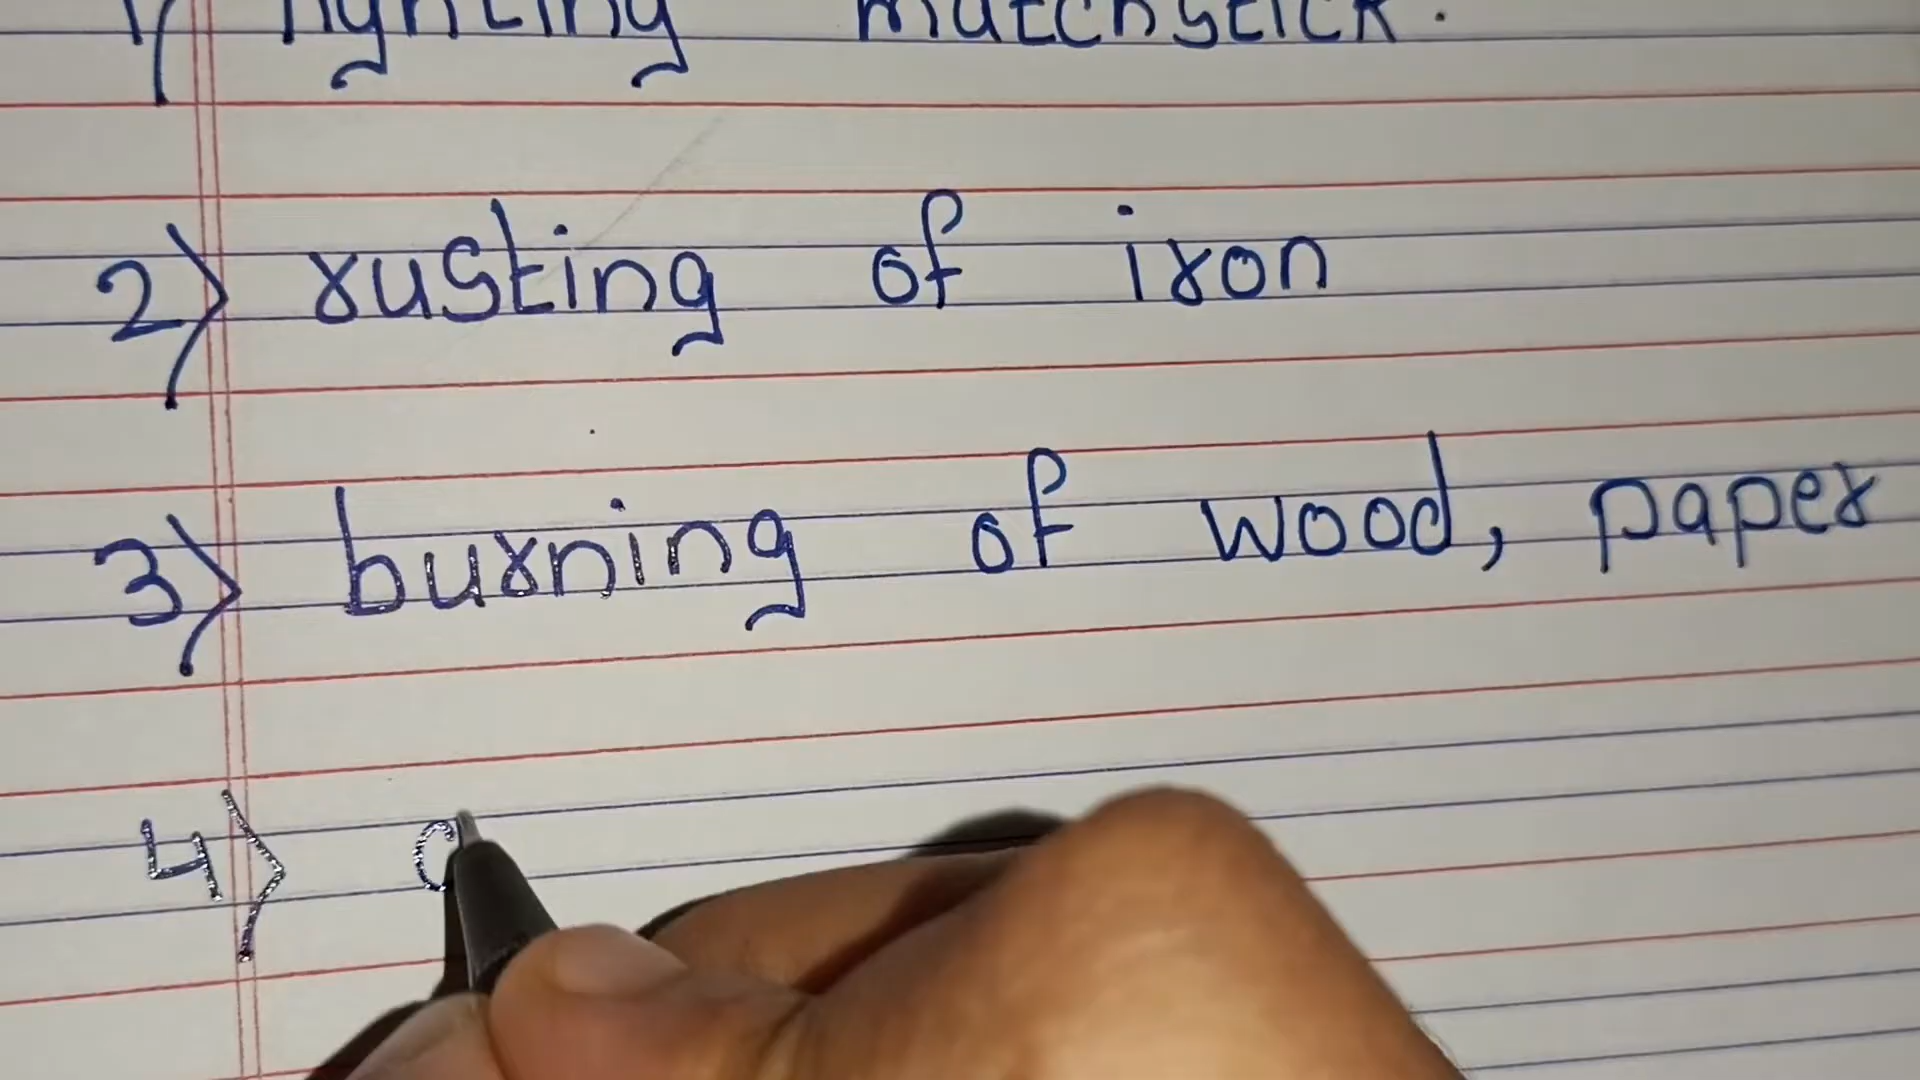 1) lighting matchstick.
2) rusting of iron
3) burning of wood, paper
4)